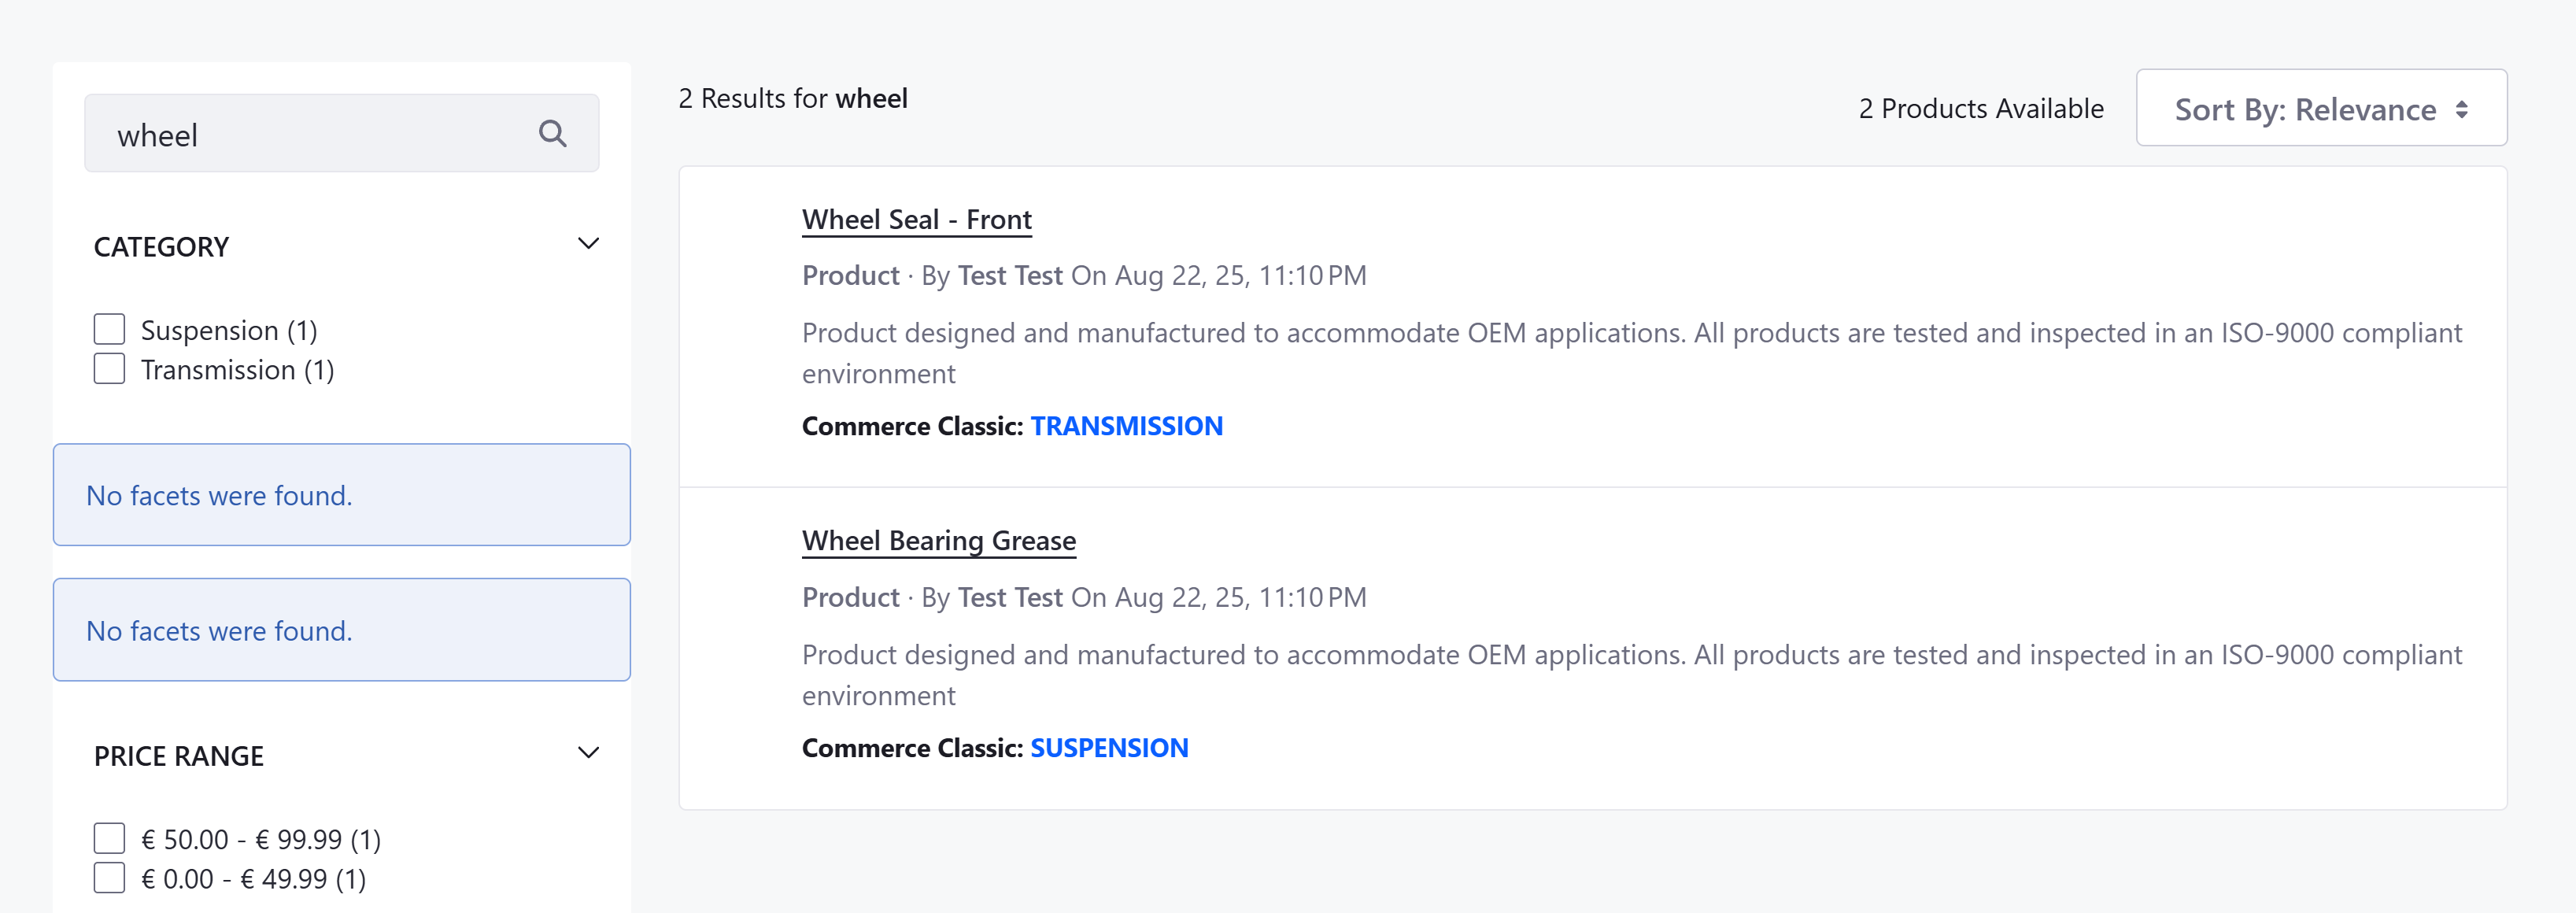 wheel
CATEGORY
Suspension (1)
Transmission (1)
No facets were found.
No facets were found.
PRICE RANGE
€ 50.00 - € 99.99 (1)
€ 0.00 - € 49.99 (1)
2 Results for wheel
2 Products Available
Sort By: Relevance
Wheel Seal - Front
Product · By Test Test On Aug 22, 25, 11:10 PM
Product designed and manufactured to accommodate OEM applications. All products are tested and inspected in an ISO-9000 compliant
environment
Commerce Classic: TRANSMISSION
Wheel Bearing Grease
Product · By Test Test On Aug 22, 25, 11:10 PM
Product designed and manufactured to accommodate OEM applications. All products are tested and inspected in an ISO-9000 compliant
environment
Commerce Classic: SUSPENSION